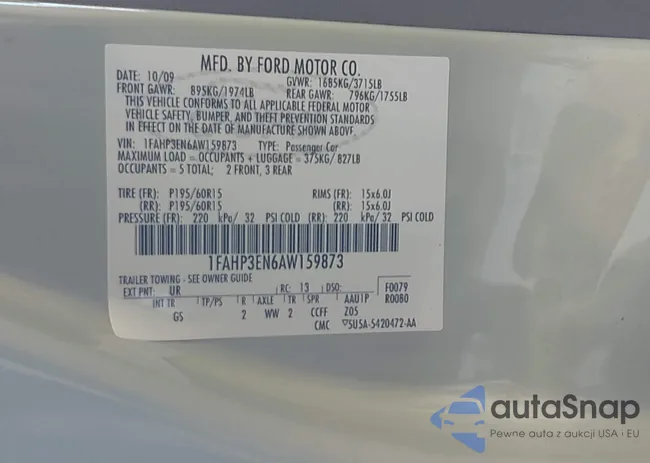 MFD. BY FORD MOTOR CO.
DATE: 10/09 GVWR: 1685KG/3715LB
FRONT GAWR: 895KG/1974LB REAR GAWR: 796KG/1755LB
THIS VEHICLE CONFORMS TO ALL APPLICABLE FEDERAL MOTOR
VEHICLE SAFETY, BUMPER, AND THEFT PREVENTION STANDARDS
IN EFFECT ON THE DATE OF MANUFACTURE SHOWN ABOVE.
VIN: 1FAHP3EN6AW159873 TYPE: Passenger Car
MAXIMUM LOAD = OCCUPANTS + LUGGAGE = 375KG/ 827LB
OCCUPANTS = 5 TOTAL; 2 FRONT, 3 REAR
TIRE (FR): P195/60R15 RIMS (FR): 15x6.0J
(RR): P195/60R15 (RR): 15x6.0J
PRESSURE (FR): 220 kPa/ 32 PSI COLD (RR): 220 kPa/ 32 PSI COLD
1FAHP3EN6AW159873
TRAILER TOWING - SEE OWNER GUIDE
EXT PNT: UR RC: 13 DSO: F0079
INT TR TP/PS R AXLE TR SPR AAU1P R0080
GS 2 WW 2 CCFF Z05
CMC 5U5A-5420472-AA
autaSnap
Pewne auta z aukcji USA i EU